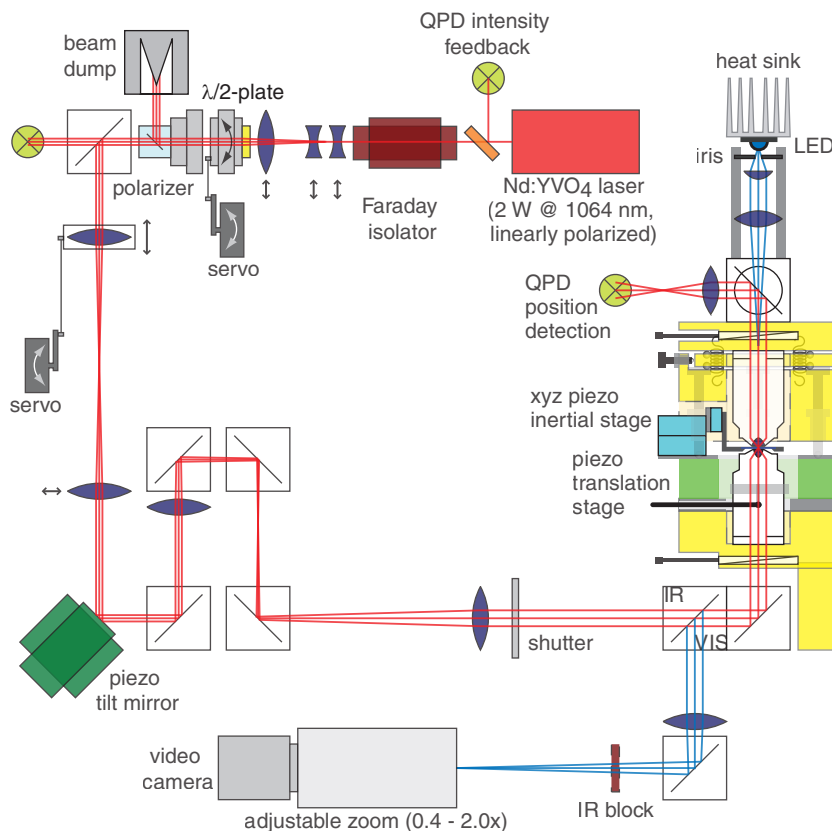 QPD intensity
feedback
beam
dump
heat sink
λ/2-plate
LED
iris
polarizer
Faraday
isolator
Nd:YVO4 laser
(2 W @ 1064 nm,
linearly polarized)
servo
QPD
position
detection
servo
xyz piezo
inertial stage
piezo
translation
stage
IR
VIS
shutter
piezo
tilt mirror
video
camera
IR block
adjustable zoom (0.4 - 2.0x)